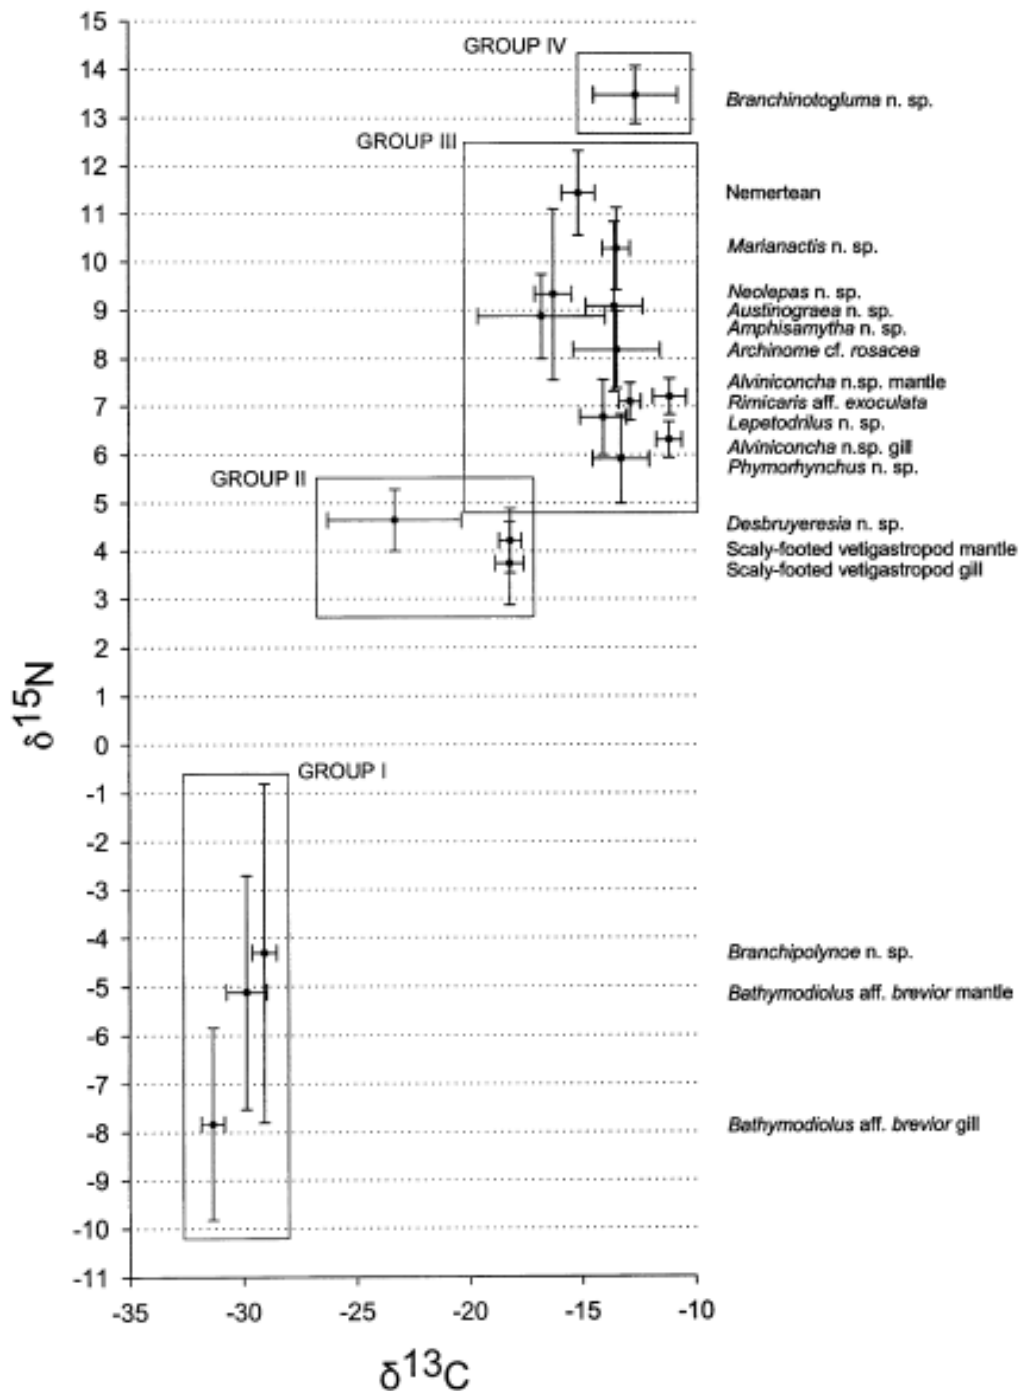 15
GROUP IV
14
Branchinotogluma n. sp.
13
GROUP III
12
Nemertean
11
Marianactis n. sp.
10
Neolepas n. sp.
9
Austinograea n. sp.
Amphisamytha n. sp.
8
Archinome cf. rosacea
Alviniconcha n.sp. mantle
7
Rimicaris aff. exoculata
Lepetodrilus n. sp.
6
Alviniconcha n.sp. gill
Phymorhynchus n. sp.
GROUP II
5
Desbruyeresia n. sp.
4
Scaly-footed vetigastropod mantle
Scaly-footed vetigastropod gill
3
2
1
δ15N
0
GROUP I
-1
-2
-3
-4
Branchipolynoe n. sp.
-5
Bathymodiolus aff. brevior mantle
-6
-7
-8
Bathymodiolus aff. brevior gill
-9
-10
-11
-35 -30 -25 -20 -15 -10
δ13C